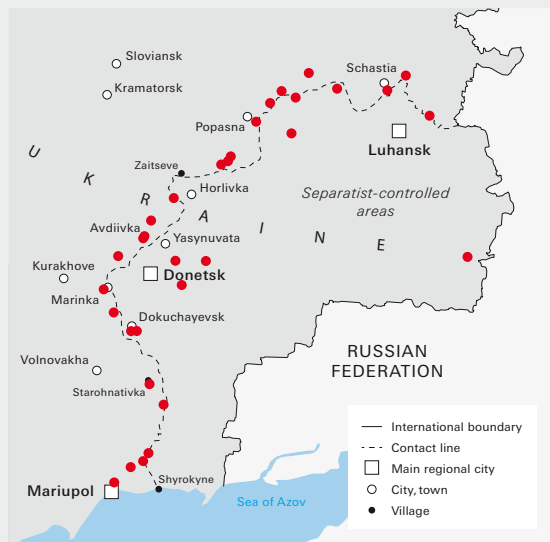 Sloviansk
Kramatorsk
Schastia
Popasna
Luhansk
Zaitseve
Horlivka
Separatist-controlled
areas
UKRAINE
Avdiivka
Yasynuvata
Kurakhove
Donetsk
Marinka
Dokuchayevsk
Volnovakha
Starohnativka
RUSSIAN
FEDERATION
Mariupol
Shyrokyne
Sea of Azov
International boundary
Contact line
Main regional city
City, town
Village